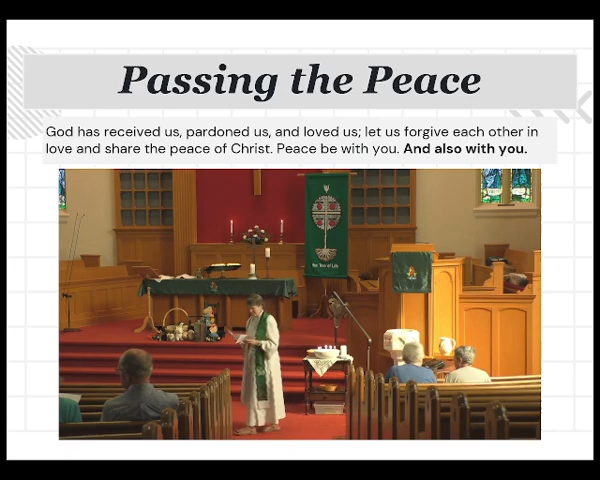 Passing the Peace
God has received us, pardoned us, and loved us; let us forgive each other in
love and share the peace of Christ. Peace be with you. And also with you.
The Tree of Life